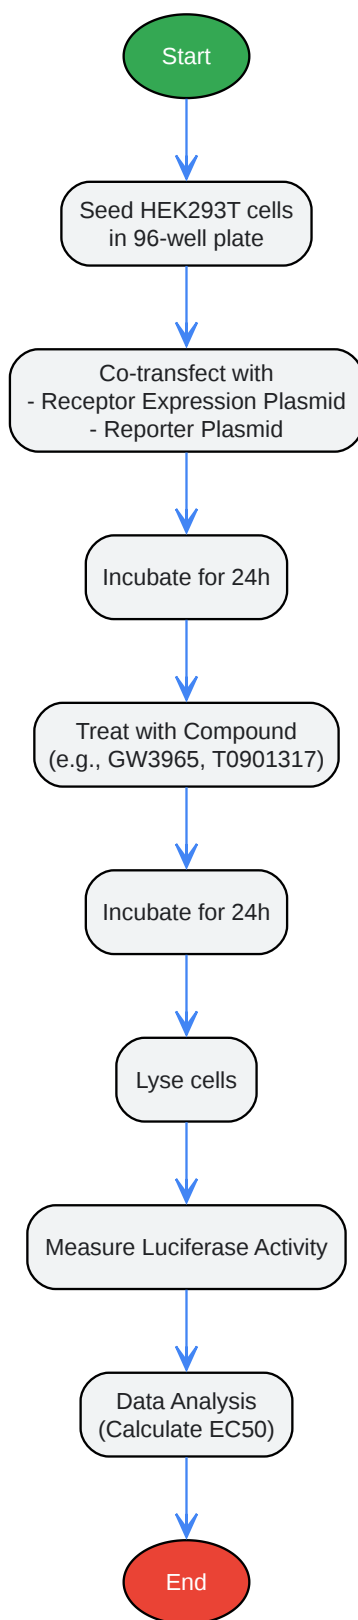 Start
Seed HEK293T cells
in 96-well plate
Co-transfect with
- Receptor Expression Plasmid
- Reporter Plasmid
Incubate for 24h
Treat with Compound
(e.g., GW3965, T0901317)
Incubate for 24h
Lyse cells
Measure Luciferase Activity
Data Analysis
(Calculate EC50)
End